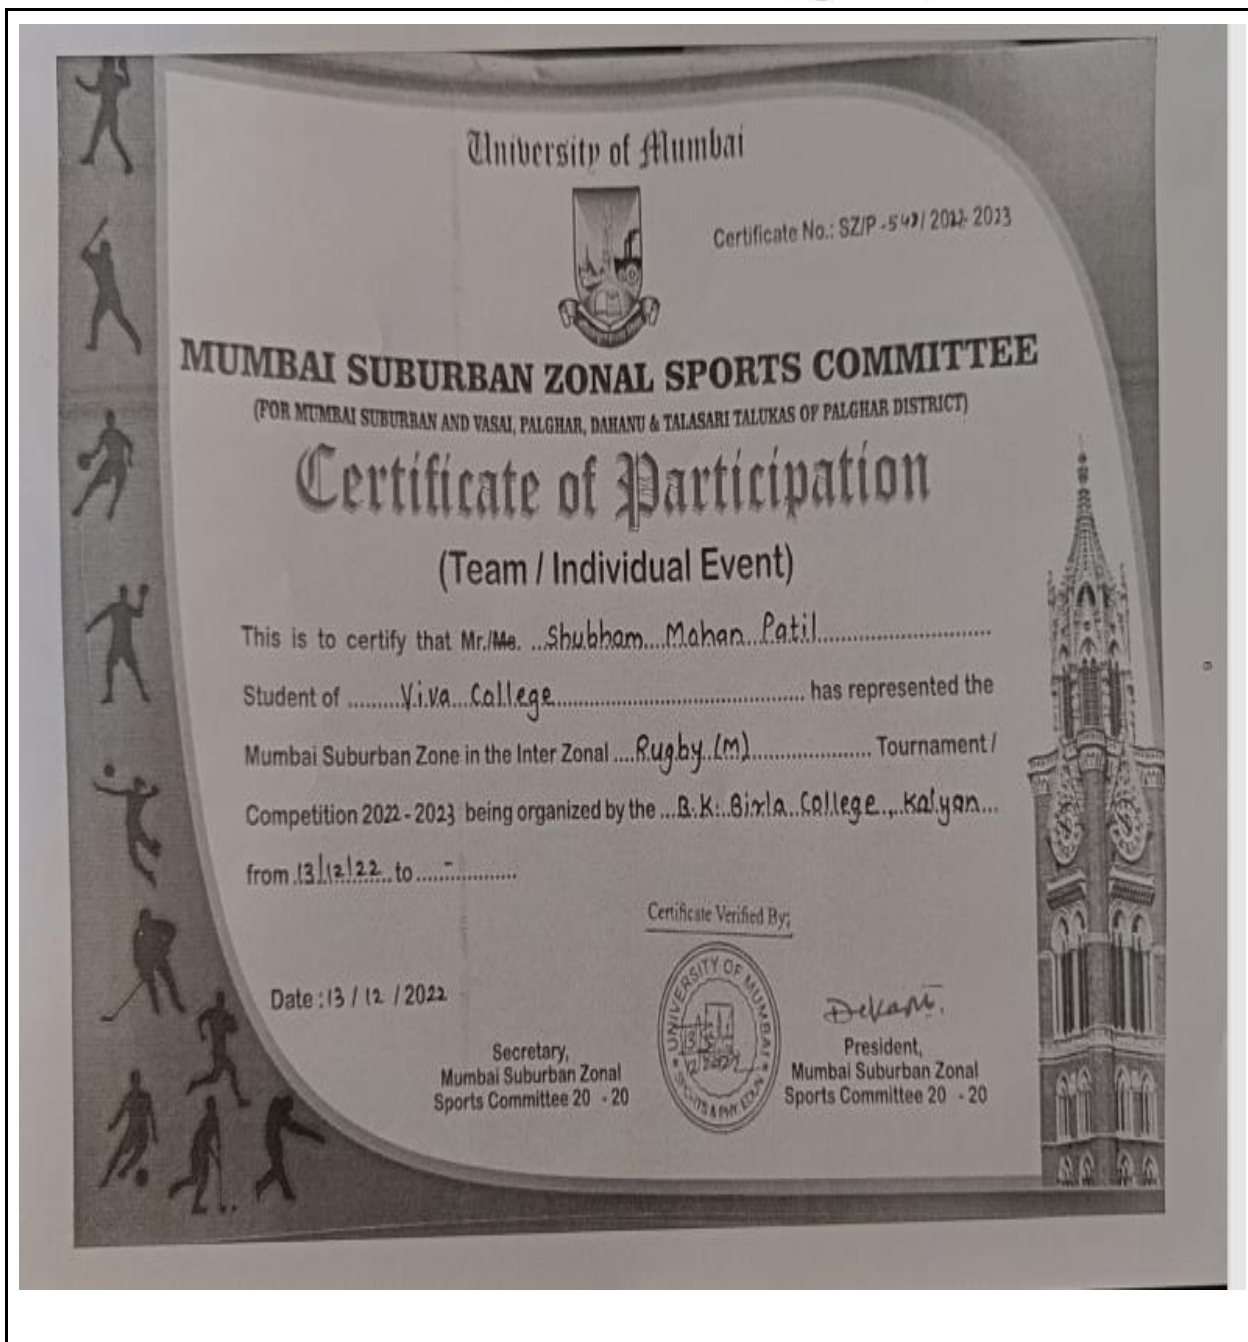 University of Mumbai
Certificate No.: SZ/P - / 2022-2023
MUMBAI SUBURBAN ZONAL SPORTS COMMITTEE
(FOR MUMBAI SUBURBAN AND VASAI, PALGHAR, DAHANU & TALASARI TALUKAS OF PALGHAR DISTRICT)
Certificate of Participation
(Team / Individual Event)
This is to certify that Mr./Ms. ...Shubham....Mohan...Patil............................
Student of .........Viva...College............................................. has represented the
Mumbai Suburban Zone in the Inter Zonal ....Rugby..(M)..................... Tournament /
Competition 2022 - 2023 being organized by the ...B.K...Birla..College..,..Kalyan...
from .13/12/22.. to ......-............
Certificate Verified By:
UNIVERSITY OF MUMBAI
SPORTS & PHY. EDN
Date : 13 / 12 / 2022
Secretary,
Mumbai Suburban Zonal
Sports Committee 20 - 20
President,
Mumbai Suburban Zonal
Sports Committee 20 - 20